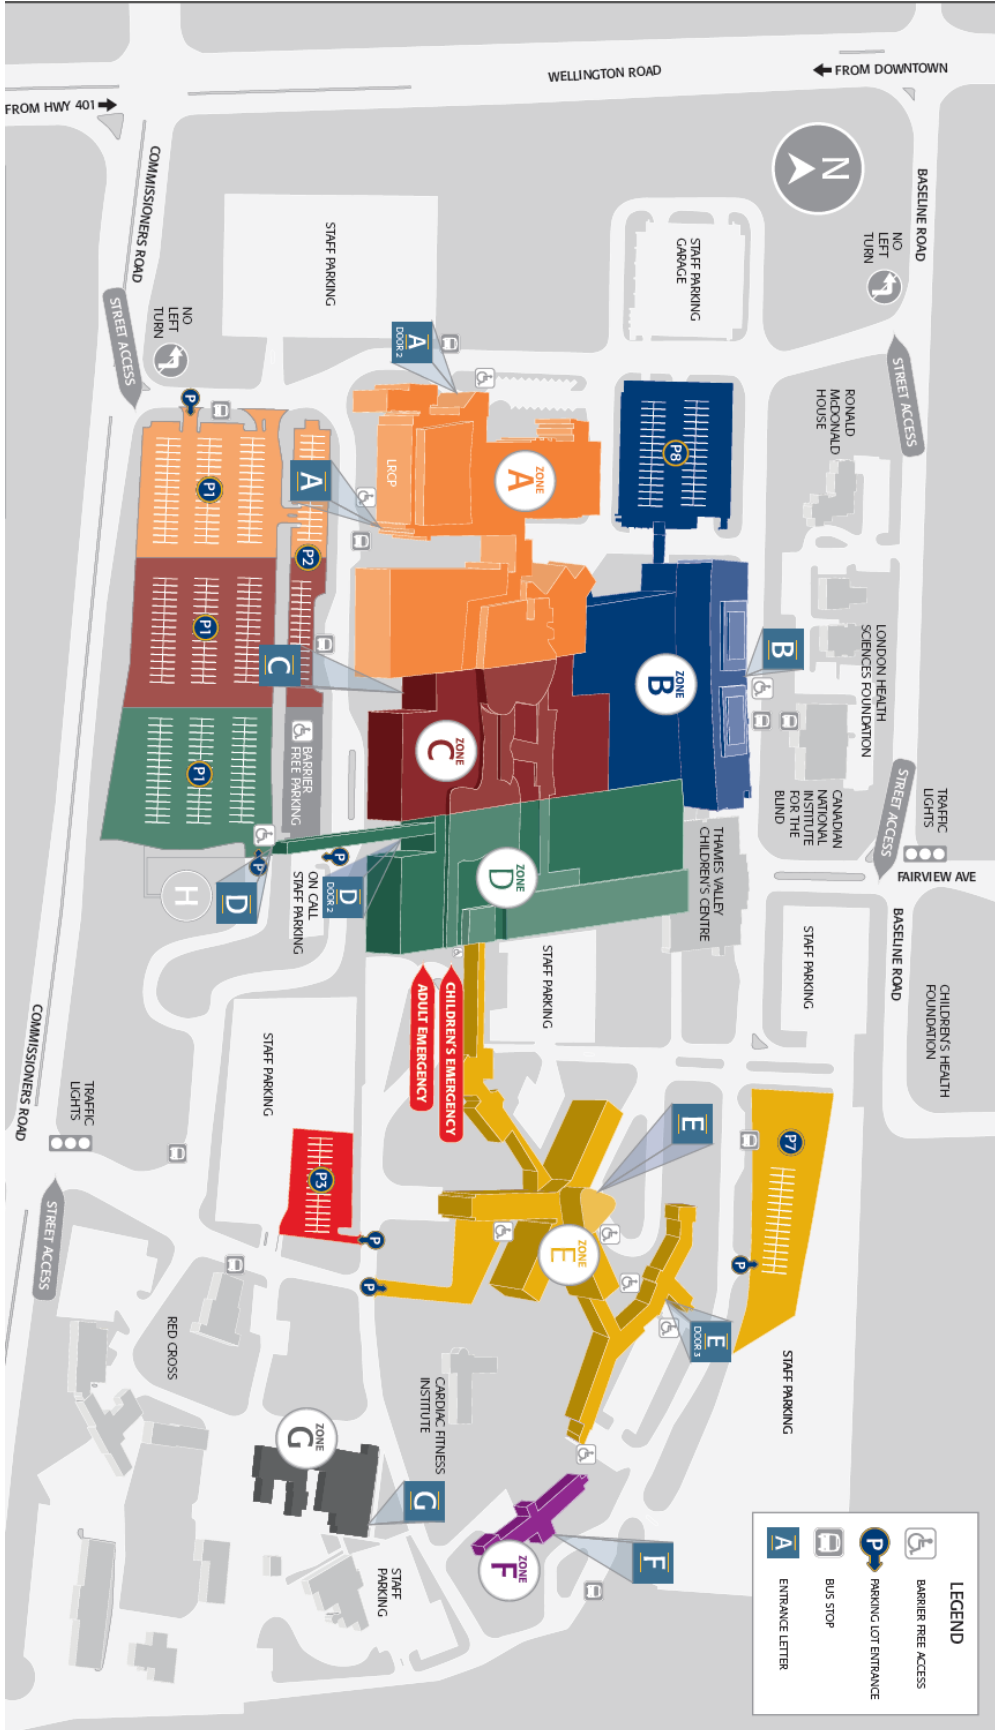 WELLINGTON ROAD
FROM DOWNTOWN
FROM HWY 401
COMMISSIONERS ROAD
BASELINE ROAD
N
NO
LEFT
TURN
NO
LEFT
TURN
STREET ACCESS
STREET ACCESS
STAFF PARKING
STAFF PARKING
GARAGE
A
DOOR 2
RONALD
McDONALD
HOUSE
P
P1
P2
A
LRCP
ZONE
A
P8
P1
C
ZONE
B
B
LONDON HEALTH
SCIENCES FOUNDATION
ZONE
C
P1
BARRIER
FREE PARKING
CANADIAN
NATIONAL
INSTITUTE
FOR THE
BLIND
STREET ACCESS
TRAFFIC
LIGHTS
FAIRVIEW AVE
THAMES VALLEY
CHILDREN'S CENTRE
ZONE
D
P
P
D
DOOR 2
D
H
ON CALL
STAFF PARKING
BASELINE ROAD
STAFF PARKING
STAFF PARKING
CHILDREN'S HEALTH
FOUNDATION
CHILDREN'S EMERGENCY
ADULT EMERGENCY
STAFF PARKING
COMMISSIONERS ROAD
TRAFFIC
LIGHTS
STREET ACCESS
P3
P
P
E
P7
P
ZONE
E
E
DOOR 3
STAFF PARKING
RED CROSS
CARDIAC FITNESS
INSTITUTE
ZONE
G
G
STAFF
PARKING
ZONE
F
F
LEGEND
BARRIER FREE ACCESS
P
PARKING LOT ENTRANCE
BUS STOP
A
ENTRANCE LETTER